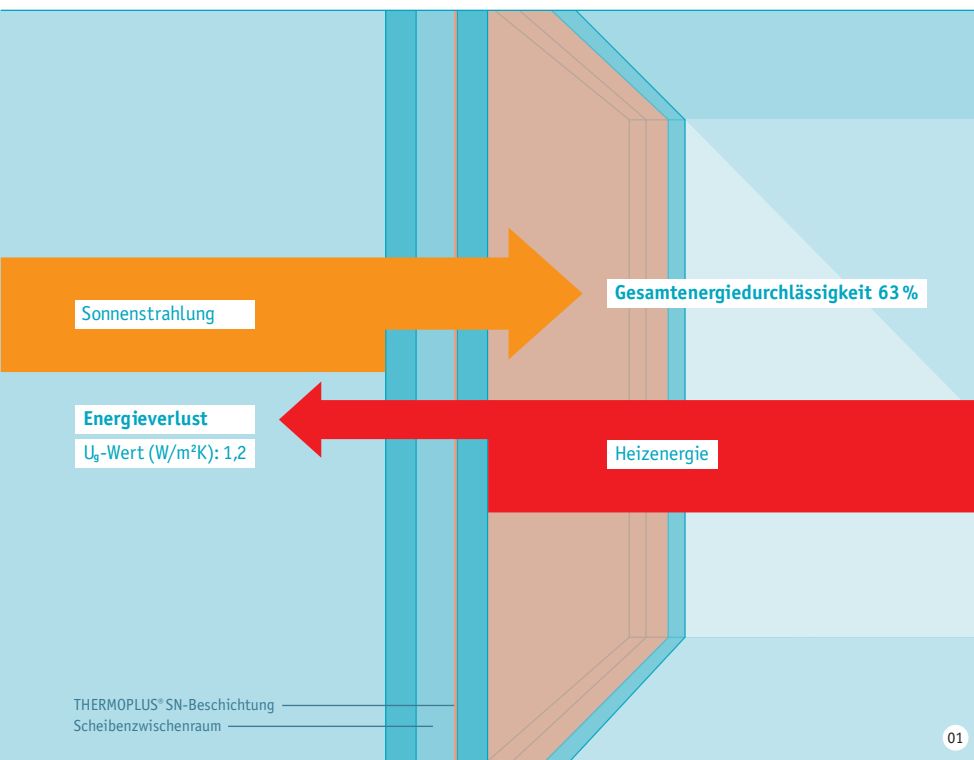 Sonnenstrahlung
Gesamtenergiedurchlässigkeit 63 %
Energieverlust
Ug-Wert (W/m²K): 1,2
Heizenergie
THERMOPLUS® SN-Beschichtung
Scheibenzwischenraum
01